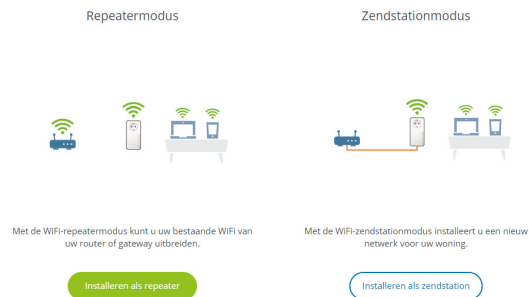 Repeatermodus
Zendstationmodus
Met de WiFi-repeatermodus kunt u uw bestaande WiFi van
uw router of gateway uitbreiden.
Met de WiFi-zendstationmodus installeert u een nieuw
netwerk voor uw woning.
Installeren als repeater
Installeren als zendstation